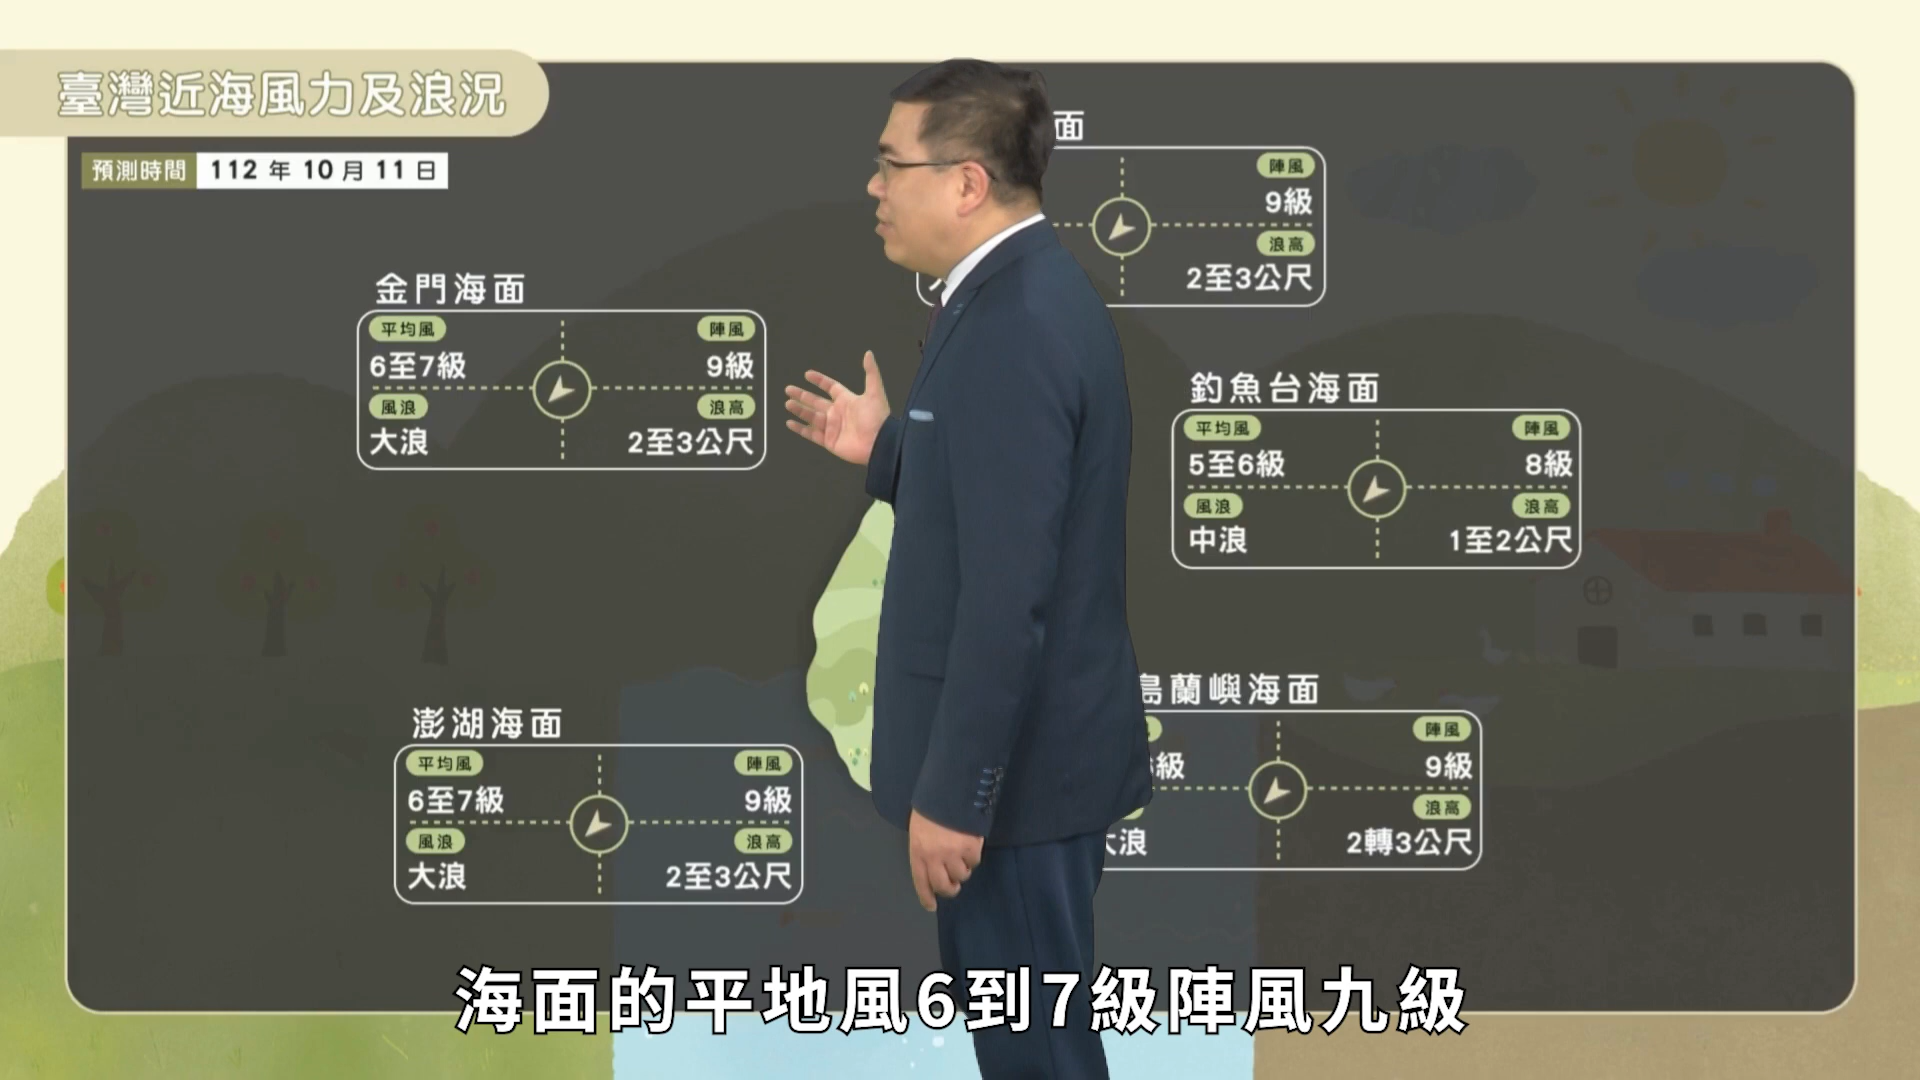 臺灣近海風力及浪況
預測時間 112 年 10 月 11 日
面
陣風
9級
浪高
2至3公尺
金門海面
平均風 陣風
6至7級 9級
風浪 浪高
大浪 2至3公尺
釣魚台海面
平均風 陣風
5至6級 8級
風浪 浪高
中浪 1至2公尺
島蘭嶼海面
陣風
級 9級
浪高
浪 2轉3公尺
澎湖海面
平均風 陣風
6至7級 9級
風浪 浪高
大浪 2至3公尺
海面的平地風6到7級陣風九級